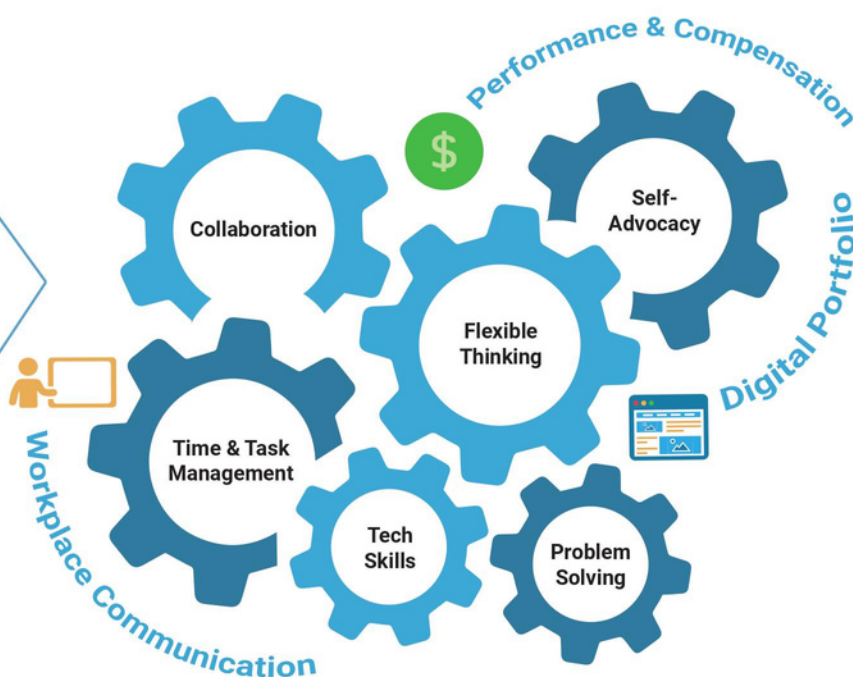 Performance & Compensation
$
Collaboration
Self-
Advocacy
Digital Portfolio
Flexible
Thinking
Time & Task
Management
Tech
Skills
Problem
Solving
Workplace Communication